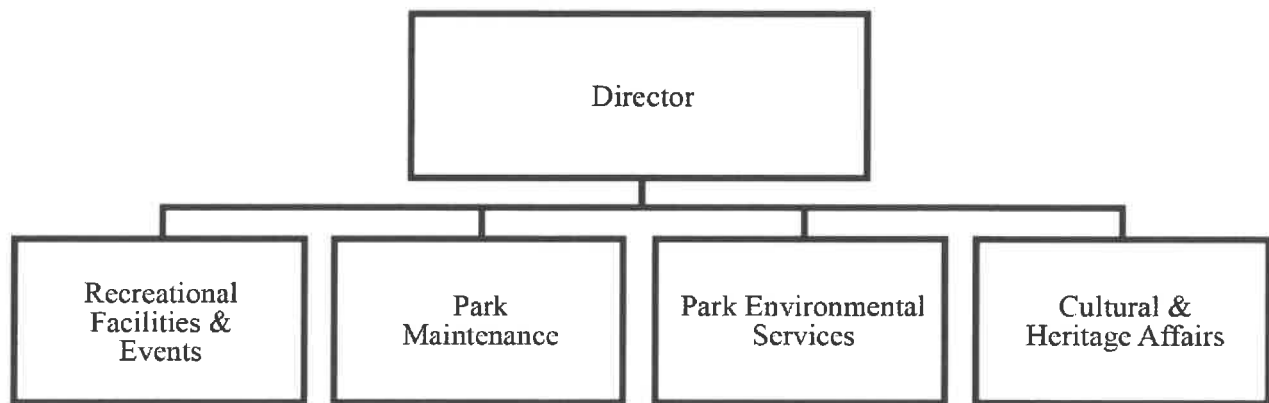 Director
Recreational
Facilities &
Events
Park
Maintenance
Park Environmental
Services
Cultural &
Heritage Affairs